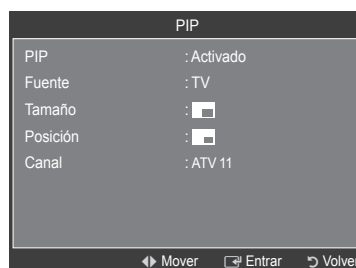 PIP
PIP : Activado
Fuente : TV
Tamaño :
Posición :
Canal : ATV 11
Mover Entrar Volver